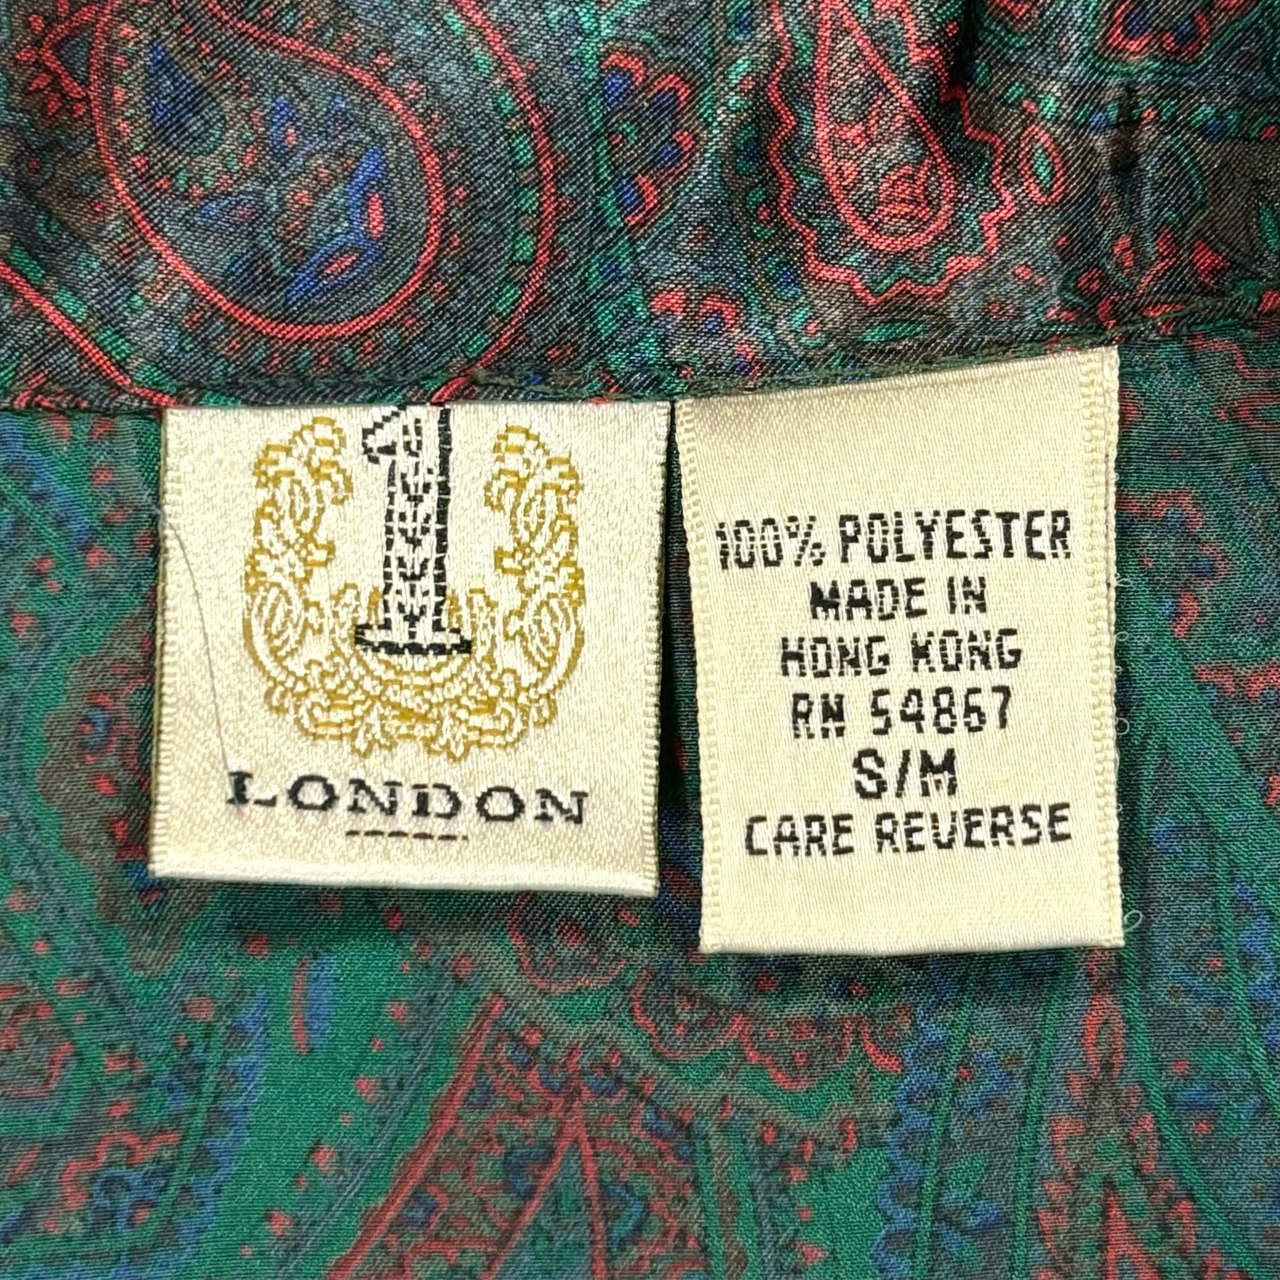 1
LONDON
100% POLYESTER
MADE IN
HONG KONG
RN 54867
S/M
CARE REVERSE